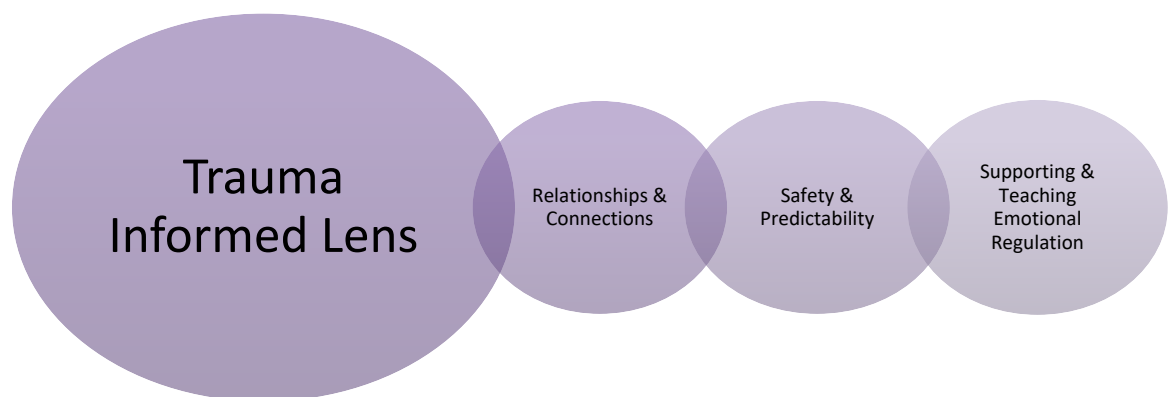 Trauma
Informed Lens
Relationships &
Connections
Safety &
Predictability
Supporting &
Teaching
Emotional
Regulation